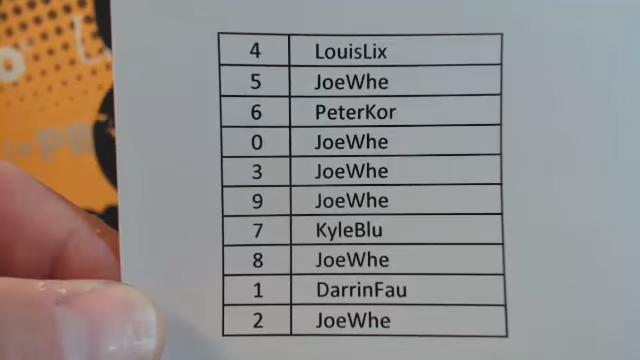 4 LouisLix
5 JoeWhe
6 PeterKor
0 JoeWhe
3 JoeWhe
9 JoeWhe
7 KyleBlu
8 JoeWhe
1 DarrinFau
2 JoeWhe